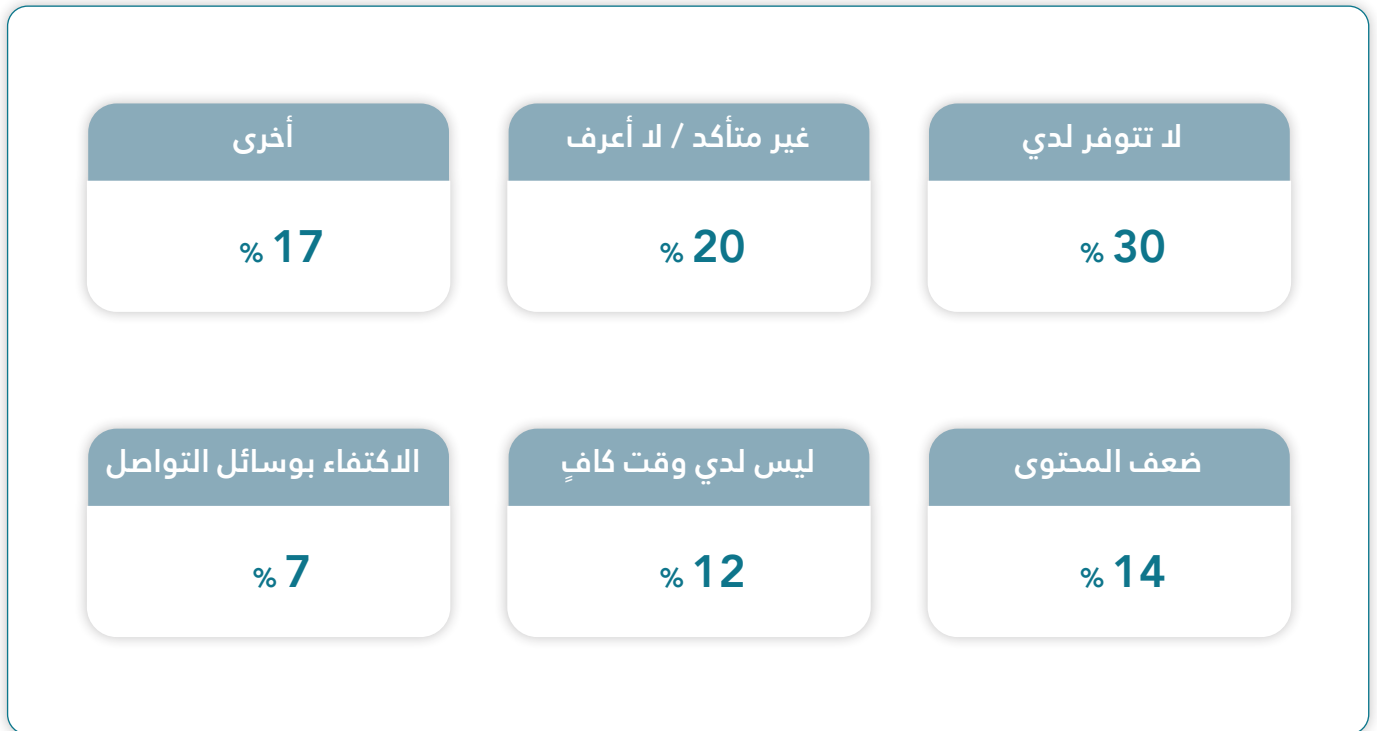 لا تتوفر لدي
30 %
غير متأكد / لا أعرف
20 %
أخرى
17 %
ضعف المحتوى
14 %
ليس لدي وقت كافٍ
12 %
الاكتفاء بوسائل التواصل
7 %